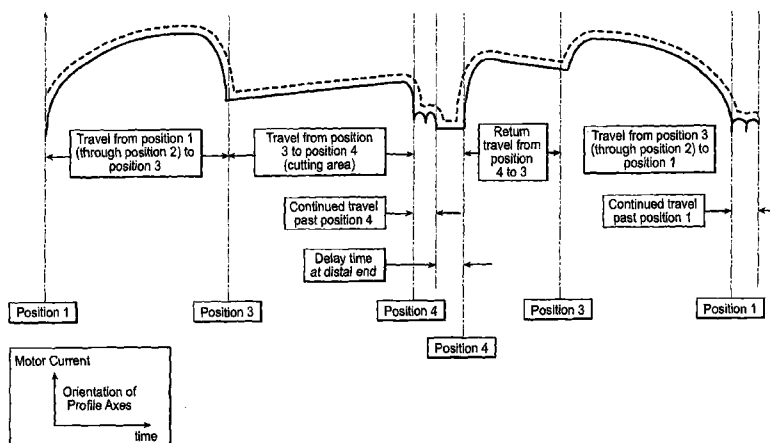 Travel from position 1
(through position 2) to
position 3
Travel from position
3 to position 4
(cutting area)
Return
travel from
position
4 to 3
Travel from position 3
(through position 2) to
position 1
Continued travel
past position 4
Continued travel
past position 1
Delay time
at distal end
Position 1
Position 3
Position 4
Position 3
Position 1
Position 4
Motor Current
Orientation of
Profile Axes
time